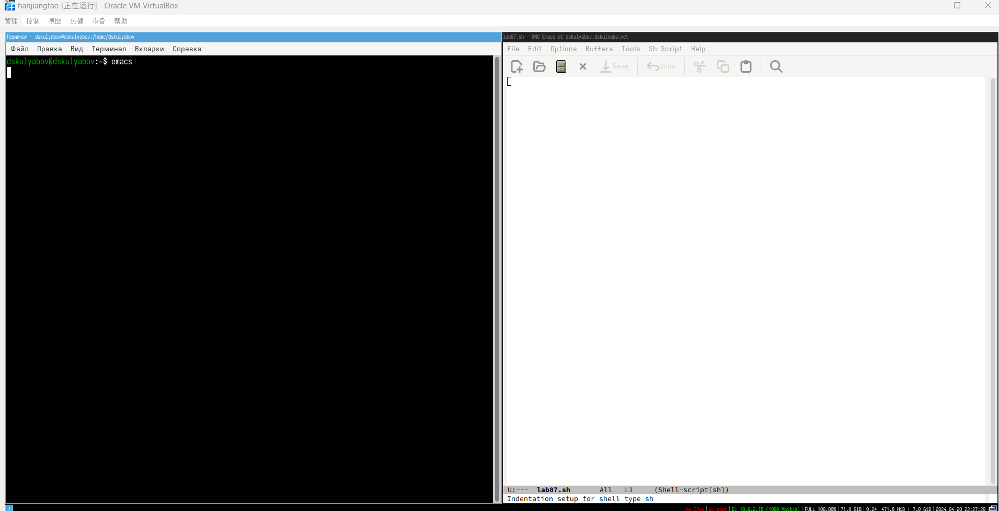 hanjiangtao [正在运行] - Oracle VM VirtualBox
管理 控制 视图 热键 设备 帮助
Терминал - dskulyabov@dskulyabov:/home/dskulyabov
Файл Правка Вид Терминал Вкладки Справка
dskulyabov@dskulyabov:~$ emacs
lab07.sh - GNU Emacs at dskulyabov.dskulvabo.net
File Edit Options Buffers Tools Sh-Script Help
Save Undo
U:--- lab07.sh All L1 (Shell-script[sh])
Indentation setup for shell type sh
1
no IPv6 | W: down | E: 10.0.2.15 (1000 Mbit/s) | FULL 100.00% | 71.8 GiB | 0.24 | 471.8 MiB | 7.0 GiB | 2024-04-20 22:27:20